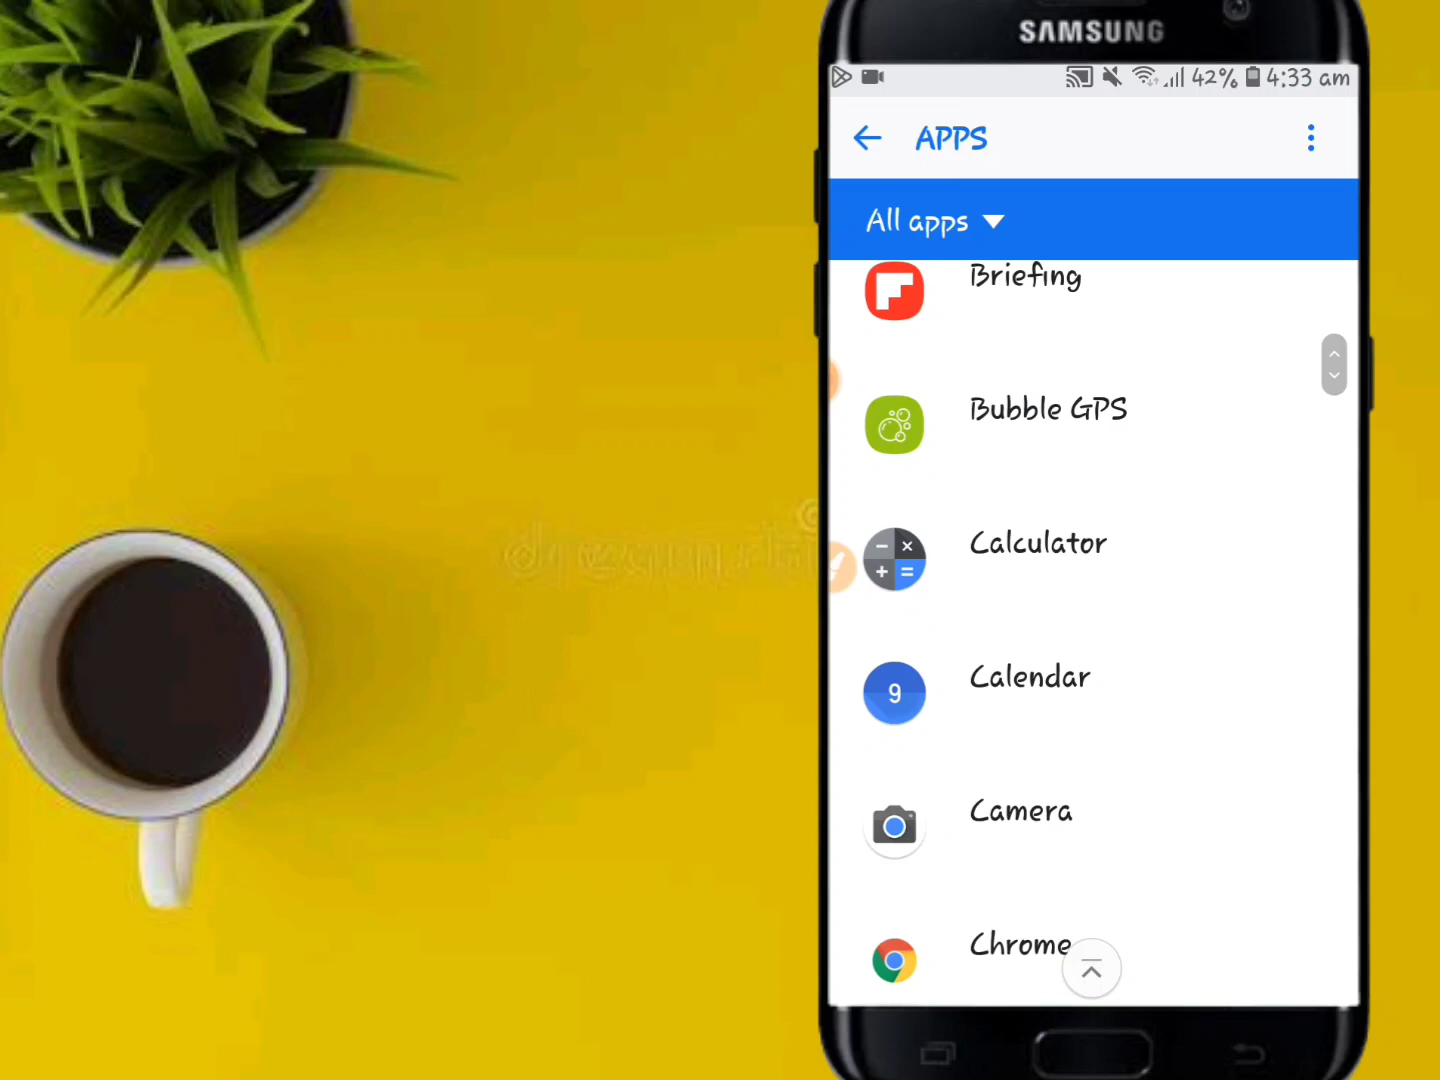 SAMSUNG
42% 4:33 am
APPS
All apps
Briefing
Bubble GPS
Calculator
9
Calendar
Camera
Chrome